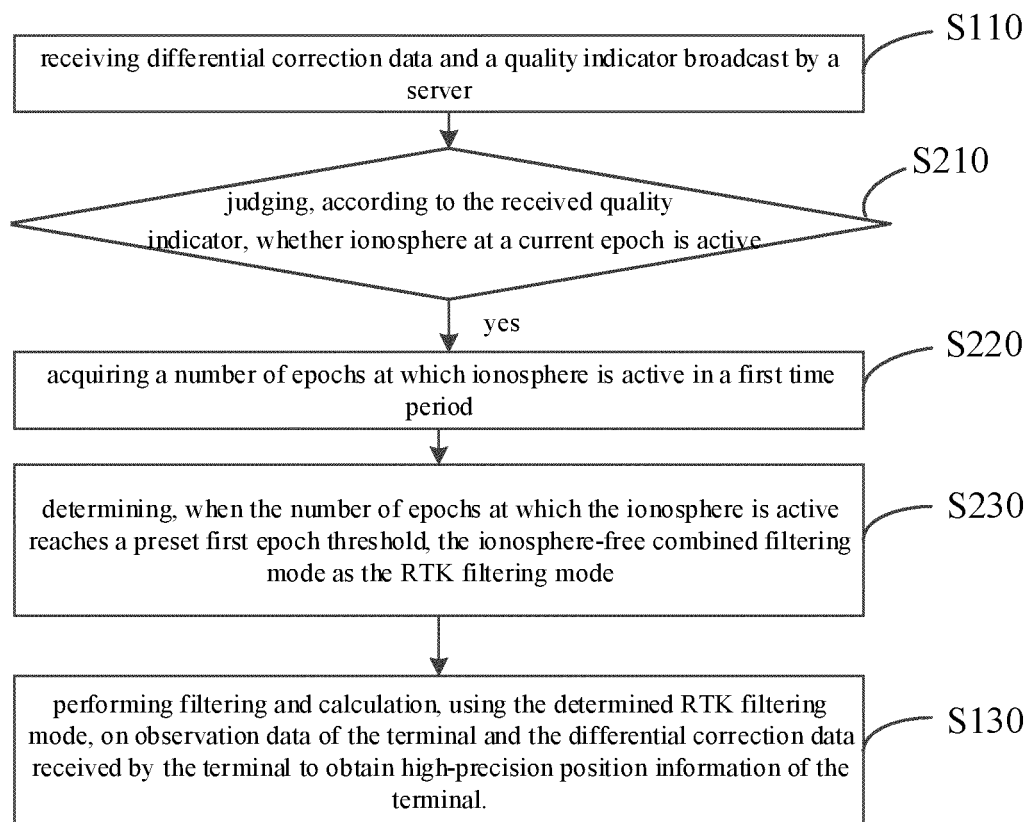 S110
receiving differential correction data and a quality indicator broadcast by a
server
S210
judging, according to the received quality
indicator, whether ionosphere at a current epoch is active
yes
S220
acquiring a number of epochs at which ionosphere is active in a first time
period
S230
determining, when the number of epochs at which the ionosphere is active
reaches a preset first epoch threshold, the ionosphere-free combined filtering
mode as the RTK filtering mode
S130
performing filtering and calculation, using the determined RTK filtering
mode, on observation data of the terminal and the differential correction data
received by the terminal to obtain high-precision position information of the
terminal.